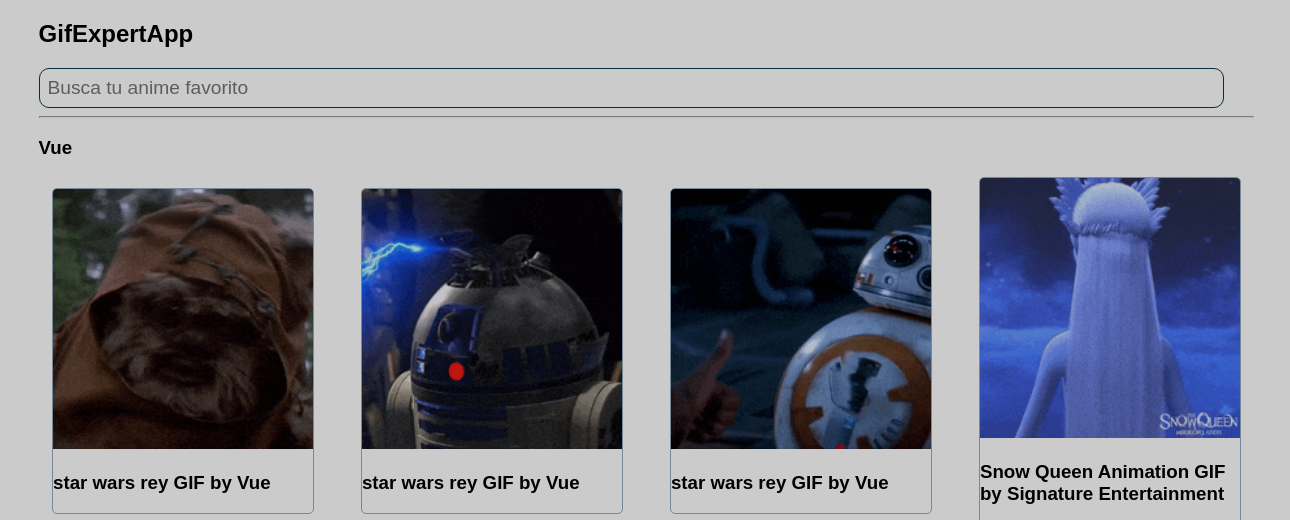 GifExpertApp
Busca tu anime favorito
Vue
SNOWQUEEN
MIRRORLANDS
star wars rey GIF by Vue
star wars rey GIF by Vue
star wars rey GIF by Vue
Snow Queen Animation GIF
by Signature Entertainment